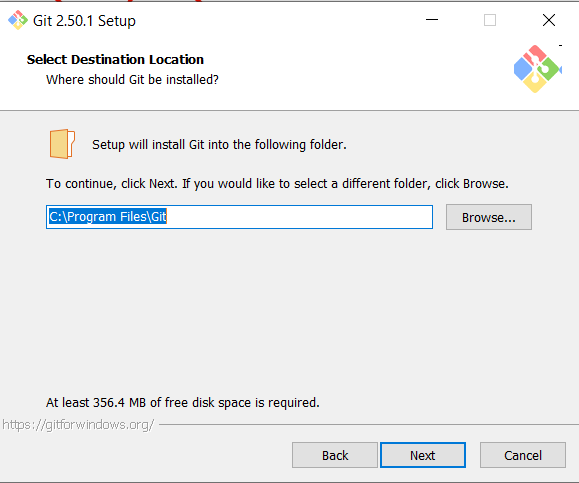 Git 2.50.1 Setup
Select Destination Location
Where should Git be installed?
Setup will install Git into the following folder.
To continue, click Next. If you would like to select a different folder, click Browse.
C:\Program Files\Git
Browse...
At least 356.4 MB of free disk space is required.
https://gitforwindows.org/
Back
Next
Cancel